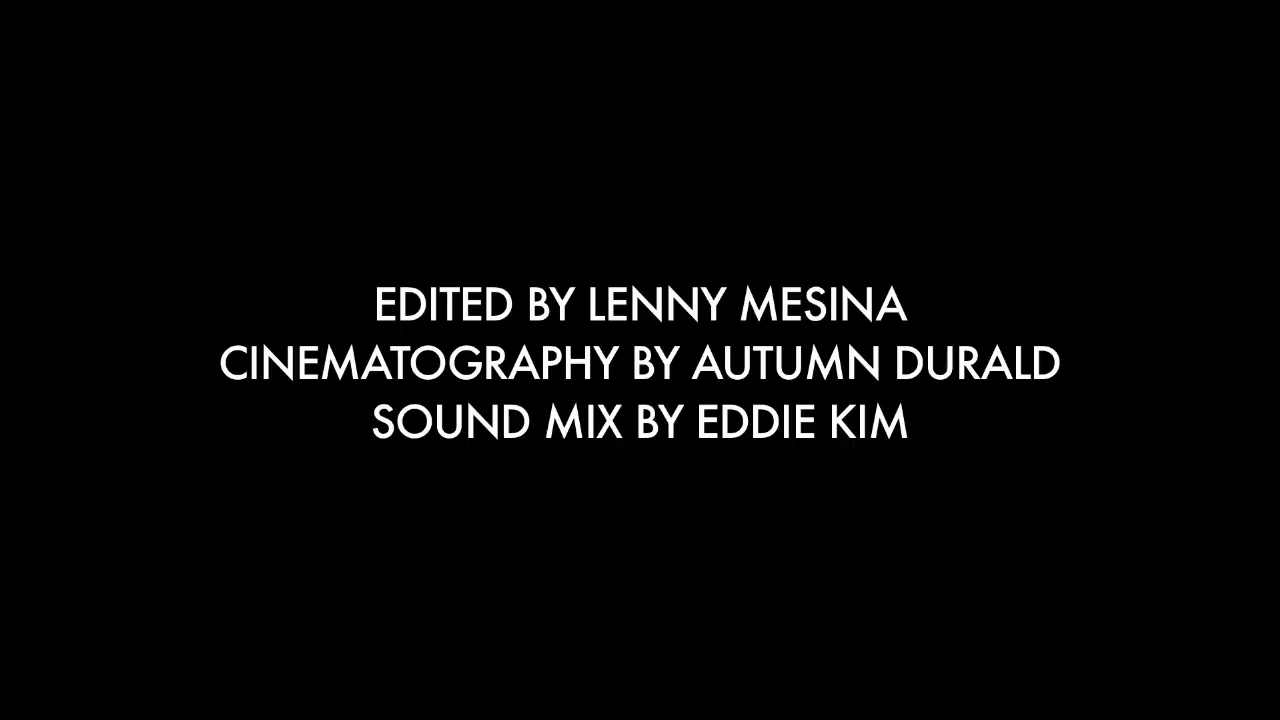 EDITED BY LENNY MESINA
CINEMATOGRAPHY BY AUTUMN DURALD
SOUND MIX BY EDDIE KIM